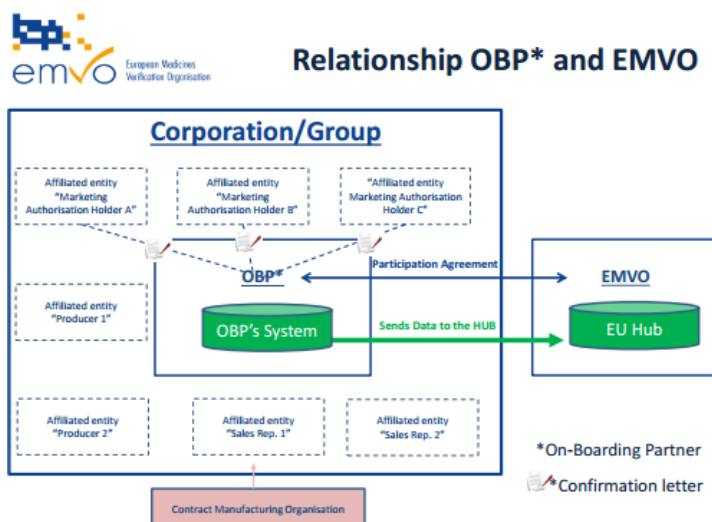 emvo
European Medicines
Verification Organisation
Relationship OBP* and EMVO
Corporation/Group
Affiliated entity
"Marketing
Authorisation Holder A"
Affiliated entity
"Marketing
Authorisation Holder B"
"Affiliated entity
Marketing Authorisation
Holder C"
OBP*
Participation Agreement
EMVO
Affiliated entity
"Producer 1"
OBP's System
Sends Data to the HUB
EU Hub
Affiliated entity
"Producer 2"
Affiliated entity
"Sales Rep. 1"
Affiliated entity
"Sales Rep. 2"
*On-Boarding Partner
*Confirmation letter
Contract Manufacturing Organisation